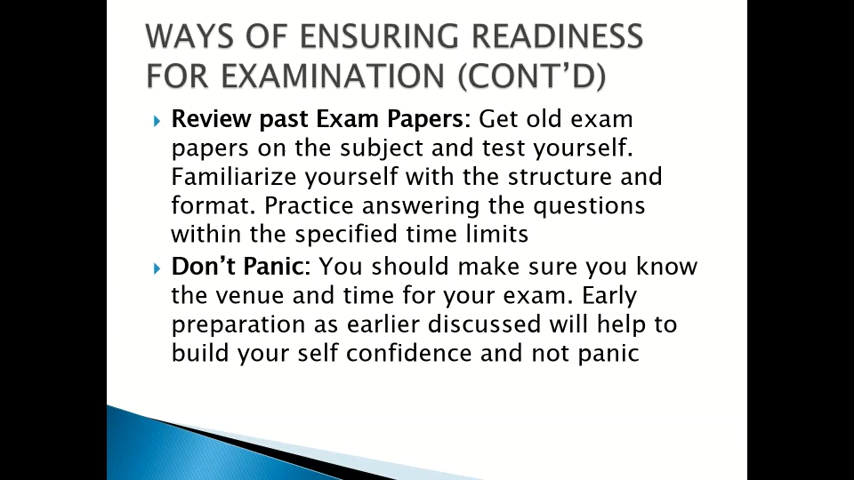 WAYS OF ENSURING READINESS
FOR EXAMINATION (CONT’D)
Review past Exam Papers: Get old exam
papers on the subject and test yourself.
Familiarize yourself with the structure and
format. Practice answering the questions
within the specified time limits
Don’t Panic: You should make sure you know
the venue and time for your exam. Early
preparation as earlier discussed will help to
build your self confidence and not panic